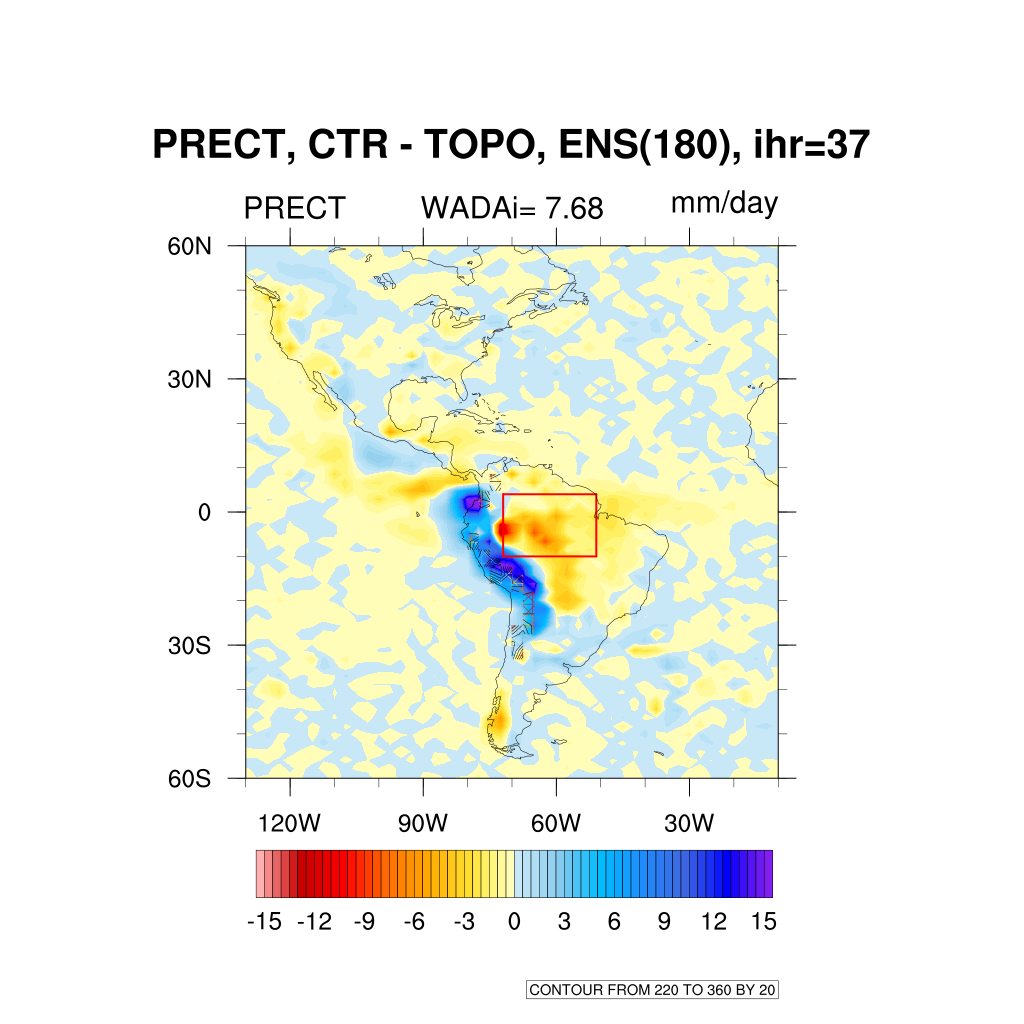 PRECT, CTR - TOPO, ENS(180), ihr=37
PRECT WADAi= 7.68 mm/day
60N
30N
0
30S
60S
120W 90W 60W 30W
-15 -12 -9 -6 -3 0 3 6 9 12 15
CONTOUR FROM 220 TO 360 BY 20